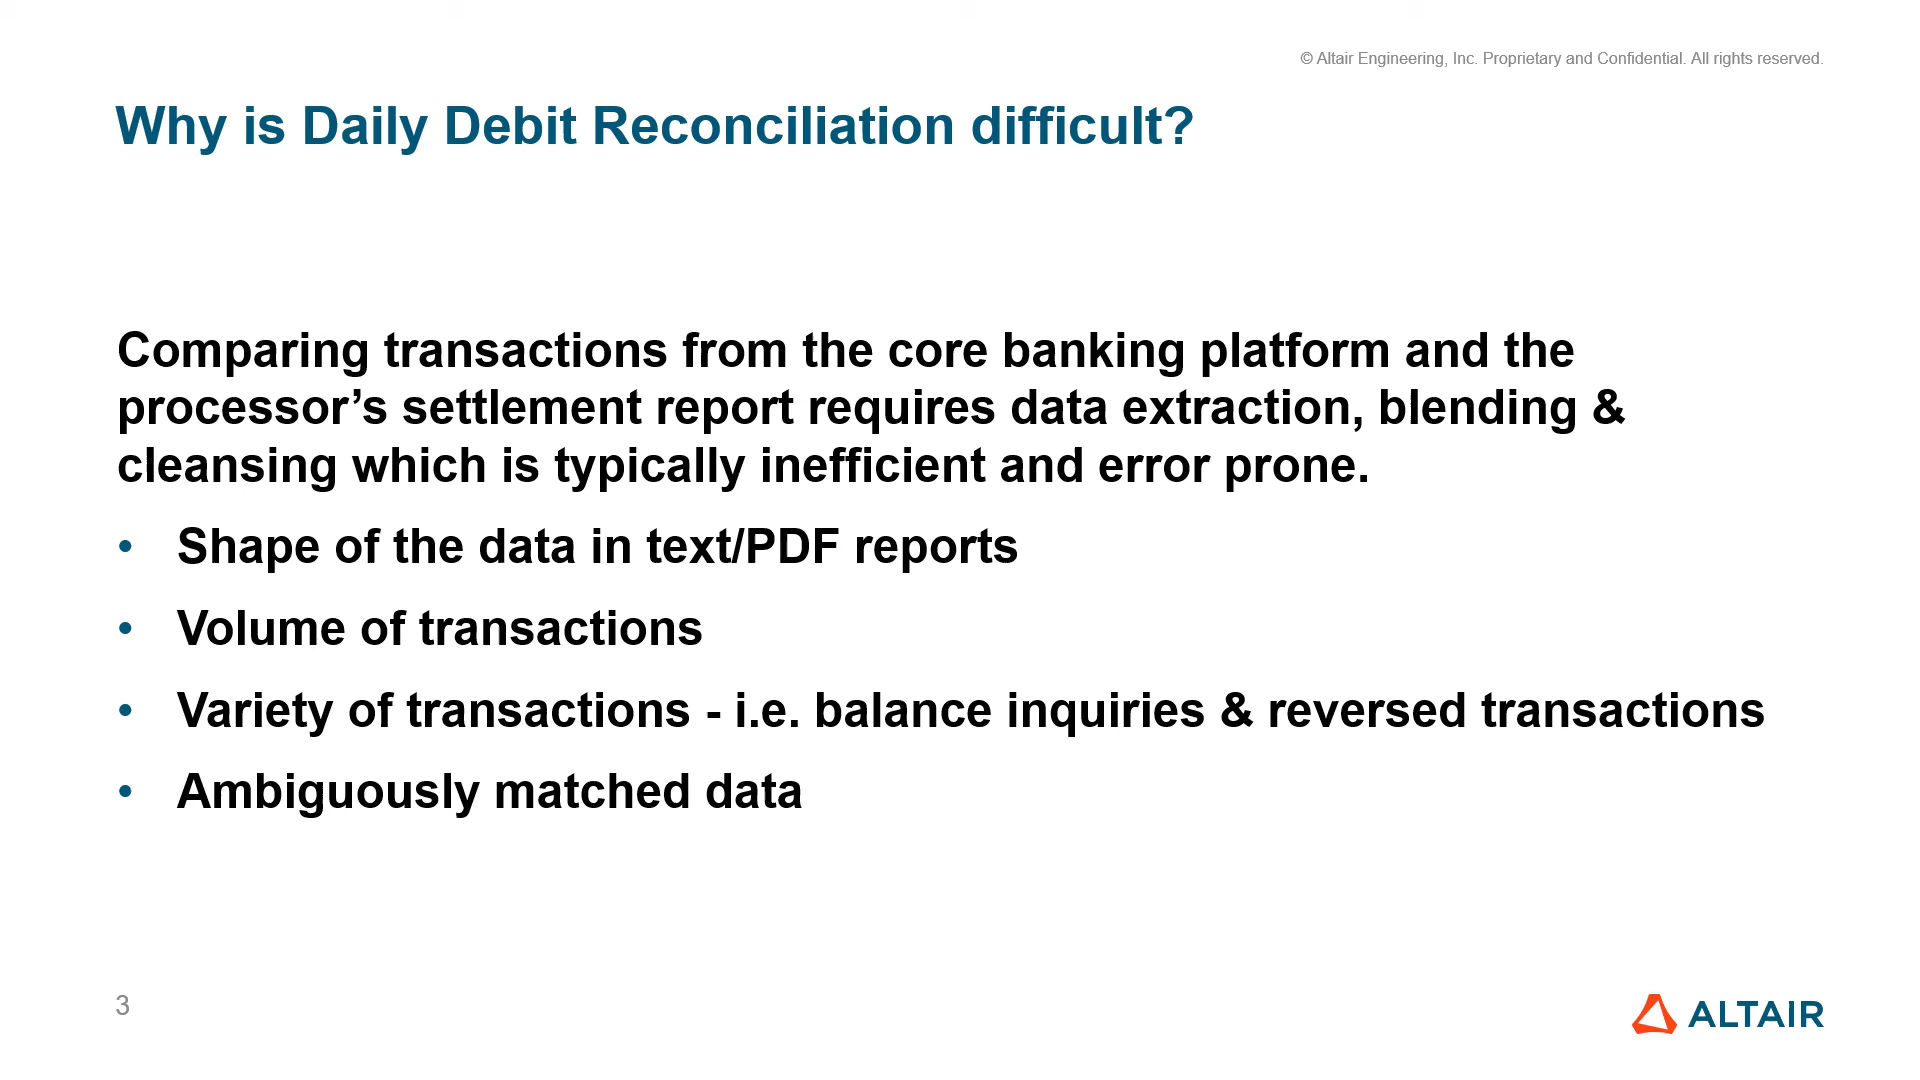 © Altair Engineering, Inc. Proprietary and Confidential. All rights reserved.
Why is Daily Debit Reconciliation difficult?
Comparing transactions from the core banking platform and the
processor’s settlement report requires data extraction, blending &
cleansing which is typically inefficient and error prone.
• Shape of the data in text/PDF reports
• Volume of transactions
• Variety of transactions - i.e. balance inquiries & reversed transactions
• Ambiguously matched data
3
ALTAIR